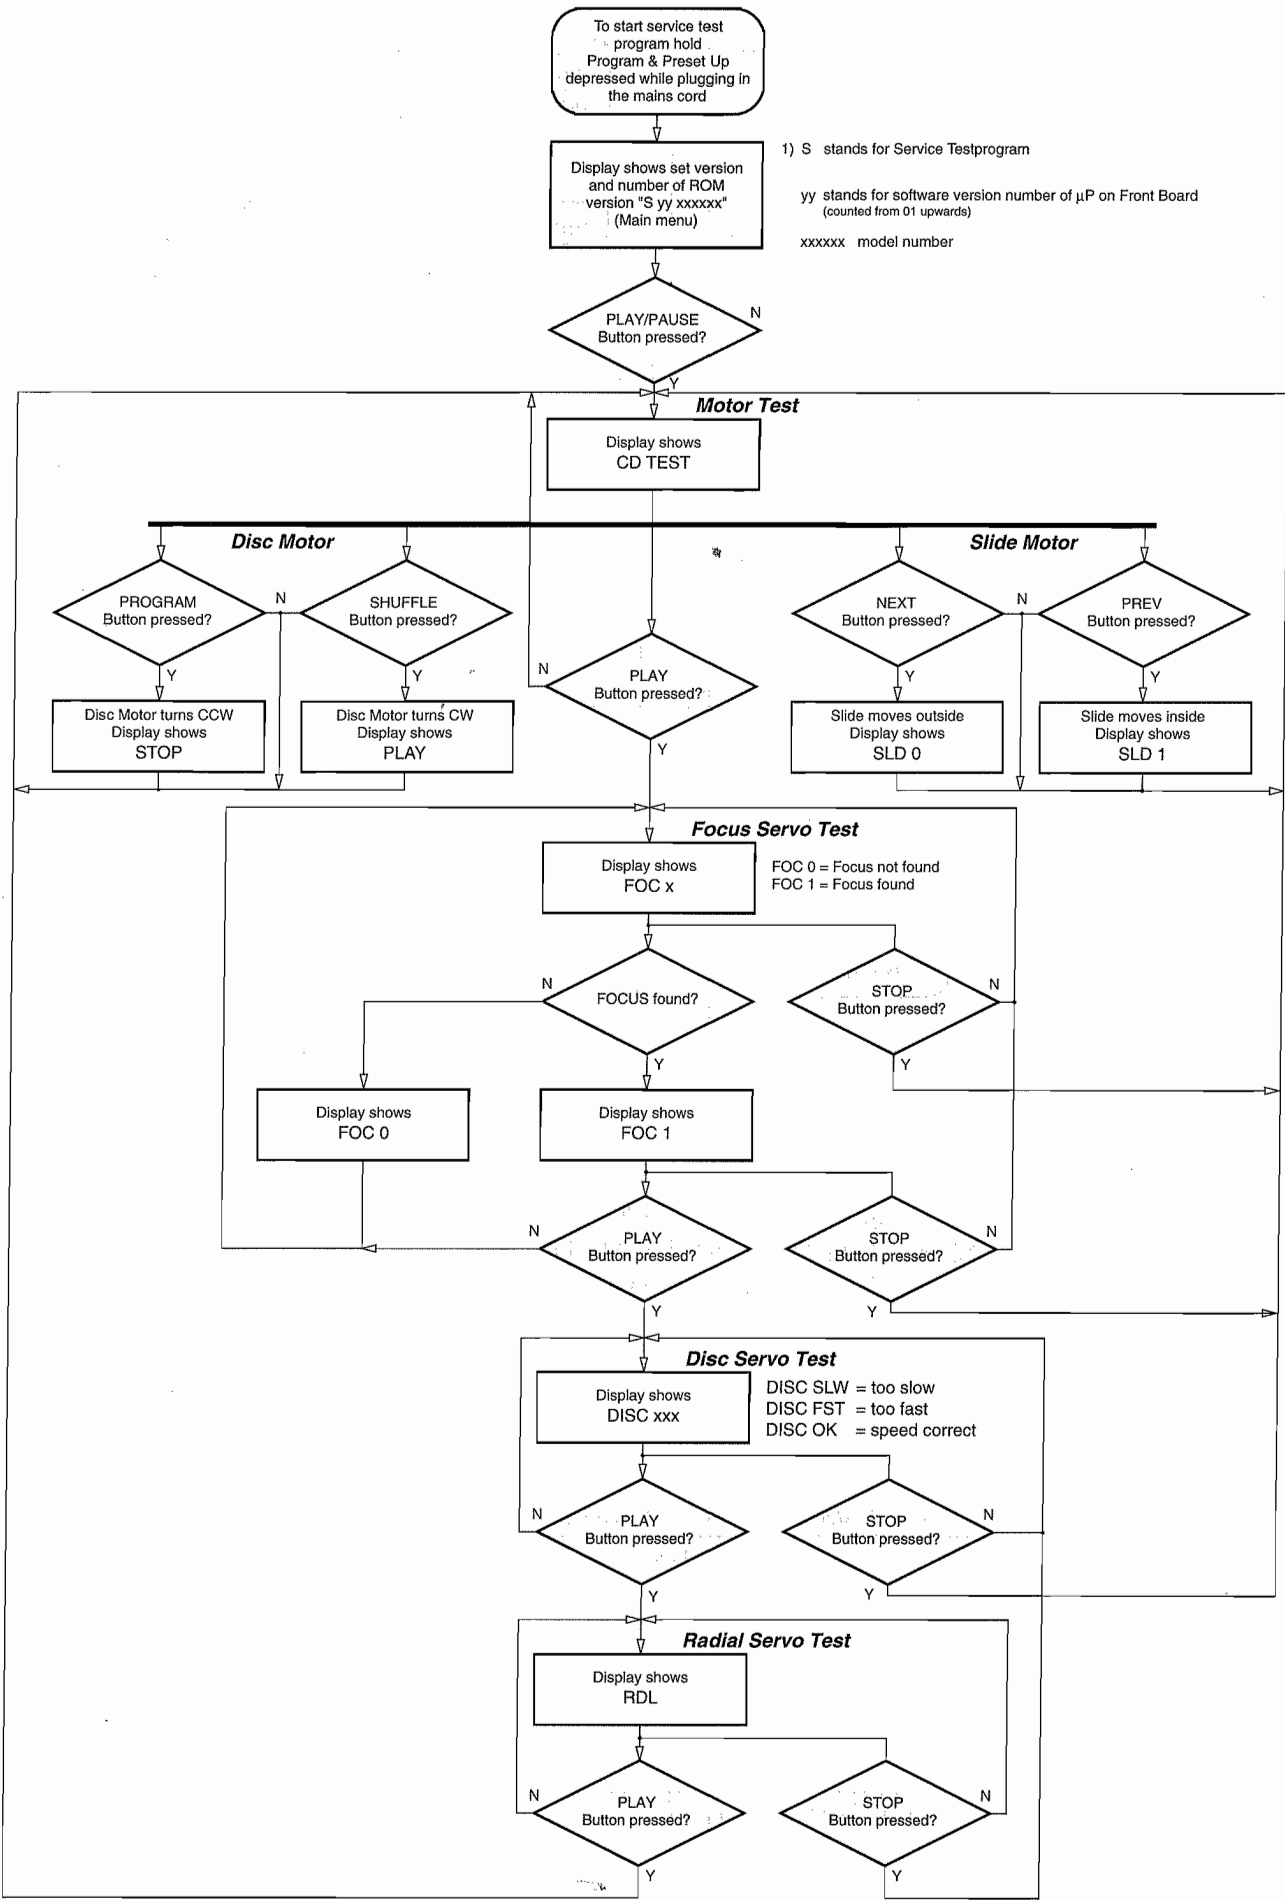 To start service test
program hold
Program & Preset Up
depressed while plugging in
the mains cord
Display shows set version
and number of ROM
version "S yy xxxxxx"
(Main menu)
1) S stands for Service Testprogram
yy stands for software version number of µP on Front Board
(counted from 01 upwards)
xxxxxx model number
PLAY/PAUSE
Button pressed?
N
Y
Motor Test
Display shows
CD TEST
Disc Motor
Slide Motor
PROGRAM
Button pressed?
N
SHUFFLE
Button pressed?
NEXT
Button pressed?
N
PREV
Button pressed?
Y
Y
N
PLAY
Button pressed?
Y
Y
Y
Disc Motor turns CCW
Display shows
STOP
Disc Motor turns CW
Display shows
PLAY
Slide moves outside
Display shows
SLD 0
Slide moves inside
Display shows
SLD 1
Focus Servo Test
Display shows
FOC x
FOC 0 = Focus not found
FOC 1 = Focus found
N
FOCUS found?
Y
STOP
Button pressed?
N
Y
Display shows
FOC 0
Display shows
FOC 1
N
PLAY
Button pressed?
Y
STOP
Button pressed?
N
Y
Disc Servo Test
Display shows
DISC xxx
DISC SLW = too slow
DISC FST = too fast
DISC OK = speed correct
N
PLAY
Button pressed?
Y
STOP
Button pressed?
N
Y
Radial Servo Test
Display shows
RDL
N
PLAY
Button pressed?
Y
STOP
Button pressed?
N
Y